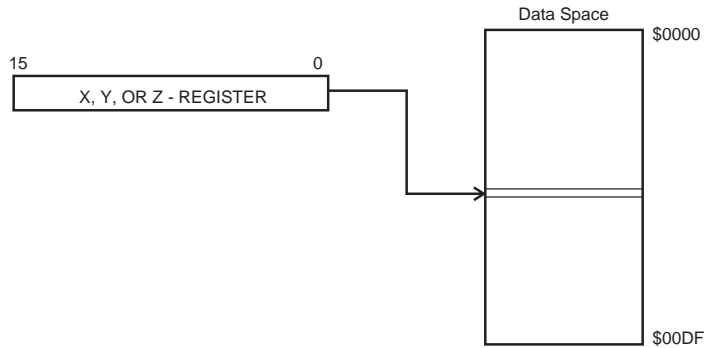 Data Space
$0000
15 0
X, Y, OR Z - REGISTER
$00DF